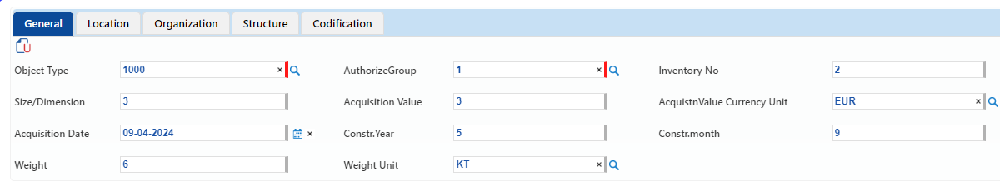 General Location Organization Structure Codification
Object Type 1000 × AuthorizeGroup 1 × Inventory No 2
Size/Dimension 3 Acquisition Value 3 AcquistnValue Currency Unit EUR ×
Acquisition Date 09-04-2024 × Constr.Year 5 Constr.month 9
Weight 6 Weight Unit KT ×